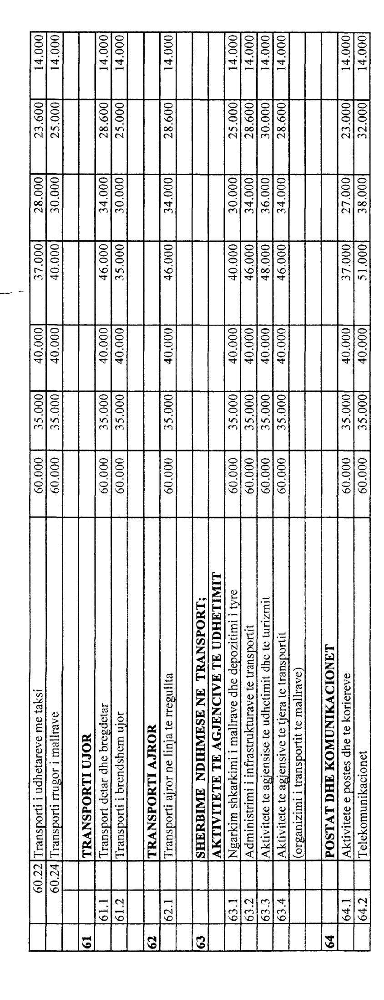 60.22 Transporti i udhetareve me taksi 60.000 35.000 40.000 37.000 28.000 23.600 14.000
60.24 Transporti rrugor i mallrave 60.000 35.000 40.000 40.000 30.000 25.000 14.000
61 TRANSPORTI UJOR
61.1 Transport detar dhe bregdetar 60.000 35.000 40.000 46.000 34.000 28.600 14.000
61.2 Transporti i brendshem ujor 60.000 35.000 40.000 35.000 30.000 25.000 14.000
62 TRANSPORTI AJROR
62.1 Transporti ajror ne linja te rregullta 60.000 35.000 40.000 46.000 34.000 28.600 14.000
63 SHERBIME NDIHMESE NE TRANSPORT;
AKTIVITETE TE AGJENCIVE TE UDHETIMIT
63.1 Ngarkim shkarkimi i mallrave dhe depozitimi i tyre 60.000 35.000 40.000 40.000 30.000 25.000 14.000
63.2 Administrimi i infrastrukturave te transportit 60.000 35.000 40.000 46.000 34.000 28.600 14.000
63.3 Aktivitete te agjensise te udhetimit dhe te turizmit 60.000 35.000 40.000 48.000 36.000 30.000 14.000
63.4 Aktivitete te agjensive te tjera te transportit 60.000 35.000 40.000 46.000 34.000 28.600 14.000
(organizimi i transportit te mallrave)
64 POSTAT DHE KOMUNIKACIONET
64.1 Aktivitete e postes dhe te koriereve 60.000 35.000 40.000 37.000 27.000 23.000 14.000
64.2 Telekomunikacionet 60.000 35.000 40.000 51.000 38.000 32.000 14.000